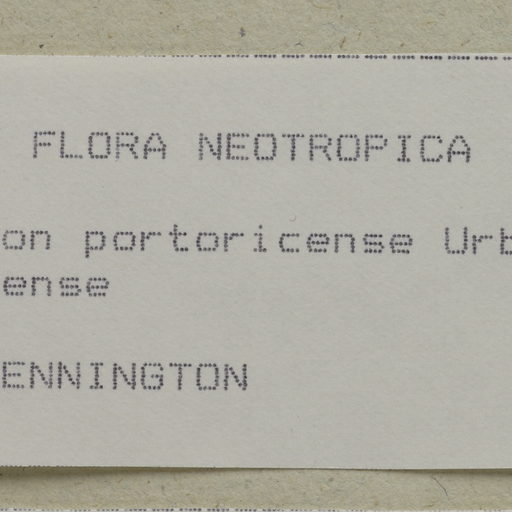 FLORA NEOTROPICA
on portoricense Urb
ense
ENNINGTON